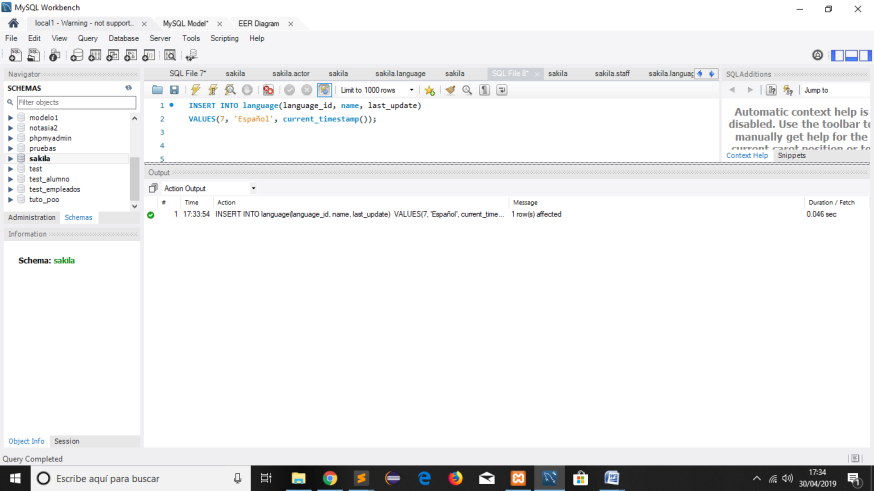 MySQL Workbench
local1 - Warning - not support.. × MySQL Model* × EER Diagram ×
File Edit View Query Database Server Tools Scripting Help
Navigator
SQL File 7* sakila sakila.actor sakila sakila.language sakila SQL File 8* × sakila sakila.staff sakila.languag
SQLAdditions
SCHEMAS
Filter objects
modelo1
notasia2
phpmyadmin
pruebas
sakila
test
test_alumno
test_empleados
tuto_poo
Administration Schemas
Information
Schema: sakila
Object Info Session
Limit to 1000 rows
1 INSERT INTO language(language_id, name, last_update)
2 VALUES(7, 'Español', current_timestamp());
3
4
5
Jump to
Automatic context help is
disabled. Use the toolbar to
manually get help for the
current caret position or to
Context Help Snippets
Output
Action Output
# Time Action Message Duration / Fetch
1 17:33:54 INSERT INTO language(language_id, name, last_update) VALUES(7, 'Español', current_time... 1 row(s) affected 0.046 sec
Query Completed
Escribe aquí para buscar
17:34
30/04/2019